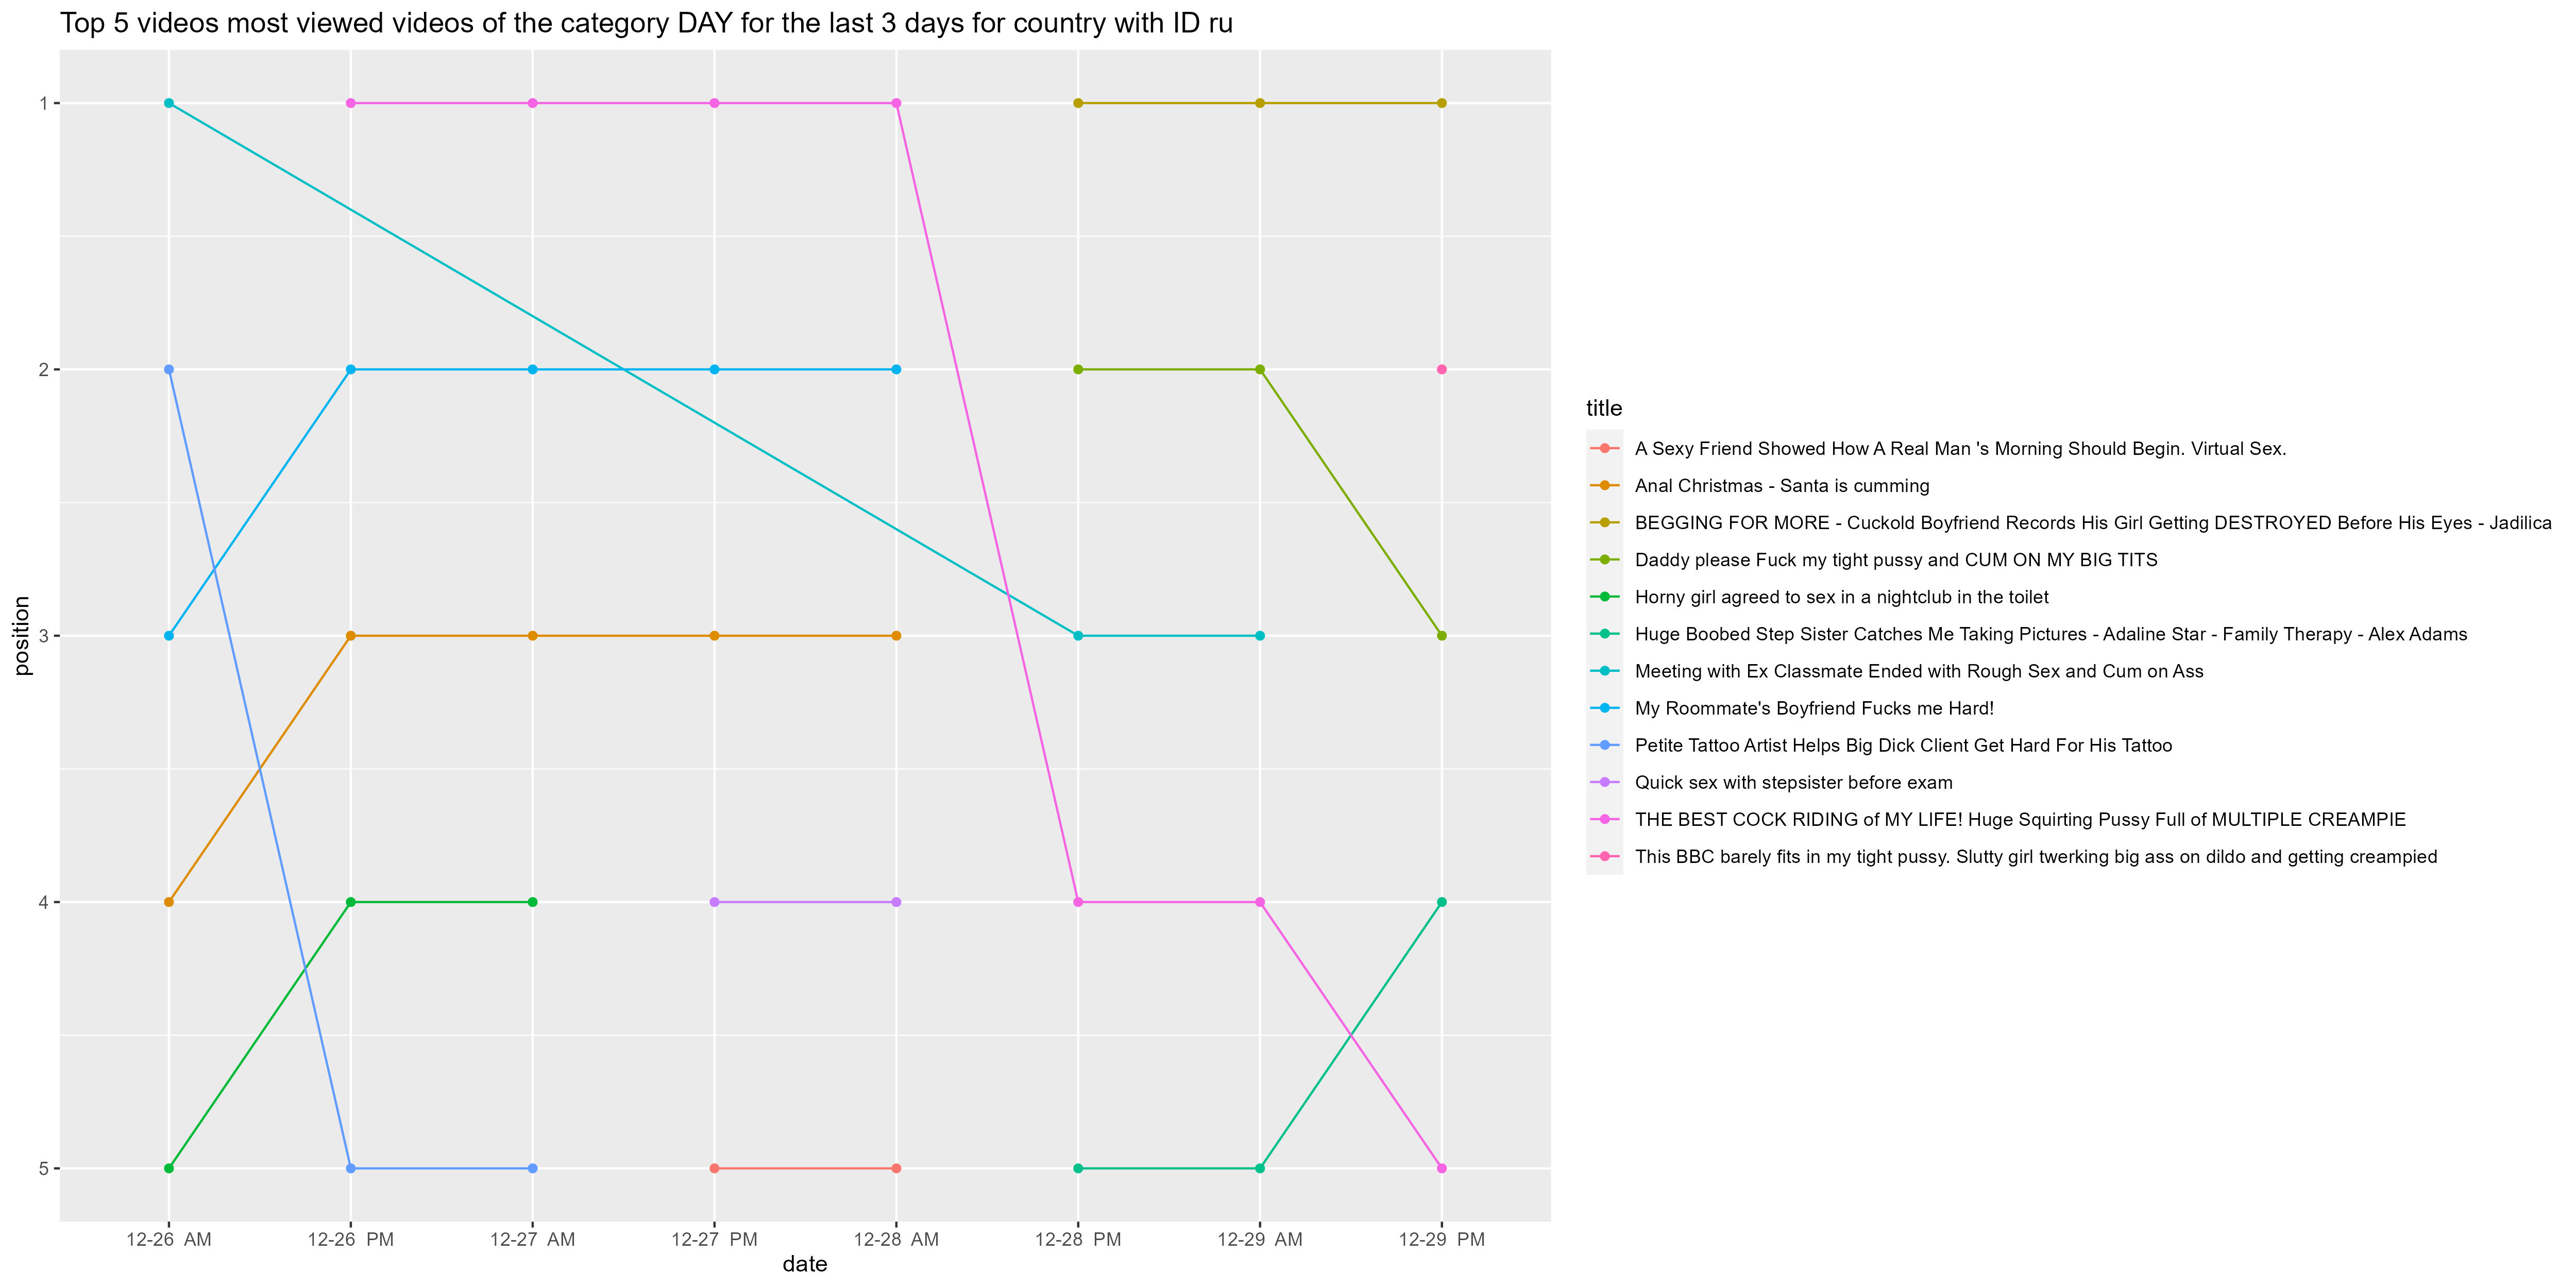 Top 5 videos most viewed videos of the category DAY for the last 3 days for country with ID ru
1
2
3
4
5
position
12-26 AM
12-26 PM
12-27 AM
12-27 PM
12-28 AM
12-28 PM
12-29 AM
12-29 PM
date
title
A Sexy Friend Showed How A Real Man 's Morning Should Begin. Virtual Sex.
Anal Christmas - Santa is cumming
BEGGING FOR MORE - Cuckold Boyfriend Records His Girl Getting DESTROYED Before His Eyes - Jadilica
Daddy please Fuck my tight pussy and CUM ON MY BIG TITS
Horny girl agreed to sex in a nightclub in the toilet
Huge Boobed Step Sister Catches Me Taking Pictures - Adaline Star - Family Therapy - Alex Adams
Meeting with Ex Classmate Ended with Rough Sex and Cum on Ass
My Roommate's Boyfriend Fucks me Hard!
Petite Tattoo Artist Helps Big Dick Client Get Hard For His Tattoo
Quick sex with stepsister before exam
THE BEST COCK RIDING of MY LIFE! Huge Squirting Pussy Full of MULTIPLE CREAMPIE
This BBC barely fits in my tight pussy. Slutty girl twerking big ass on dildo and getting creampied